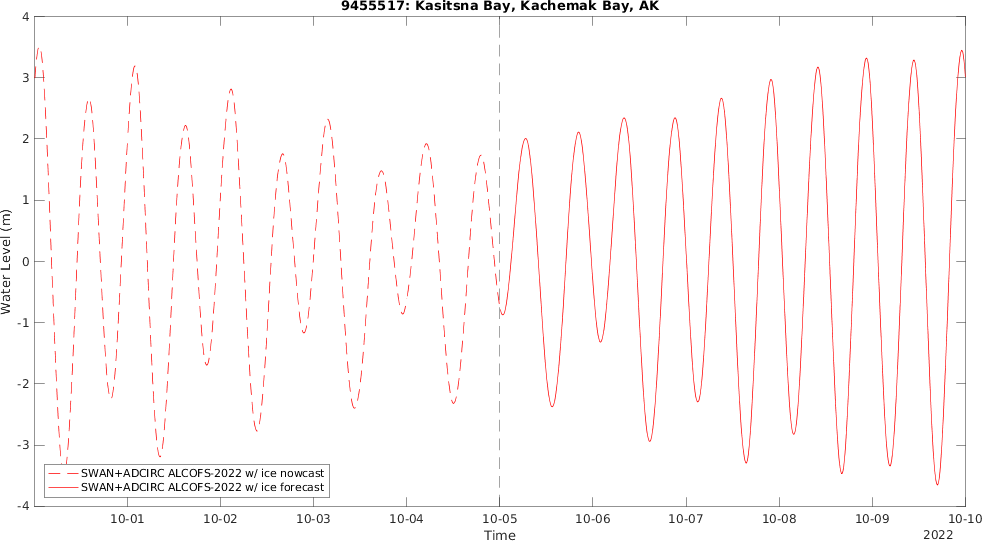 9455517: Kasitsna Bay, Kachemak Bay, AK
4
3
2
1
0
-1
-2
-3
-4
Water Level (m)
SWAN+ADCIRC ALCOFS-2022 w/ ice nowcast
SWAN+ADCIRC ALCOFS-2022 w/ ice forecast
10-01 10-02 10-03 10-04 10-05 10-06 10-07 10-08 10-09 10-10
Time
2022